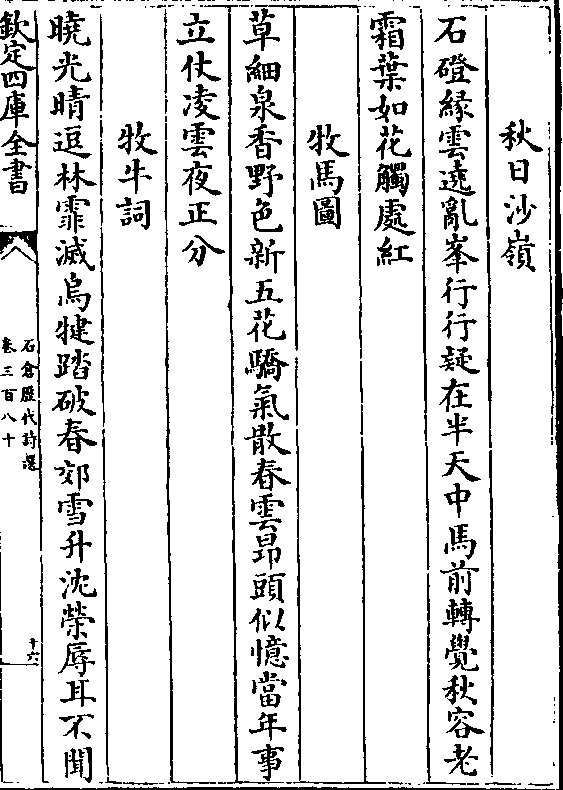 秋日沙嶺
石磴縁雲遶亂峯行行疑在半天中馬前轉覺秋容老
霜葉如花觸處紅
牧馬圖
草細泉香野色新五花驕氣散春雲昂頭似憶當年事
立仗凌雲夜正分
牧牛詞
曉光晴逗林霏滅烏犍踏破春郊雪升沈榮辱耳不聞
欽定四庫全書
石倉歴代詩選
卷三百八十
十六